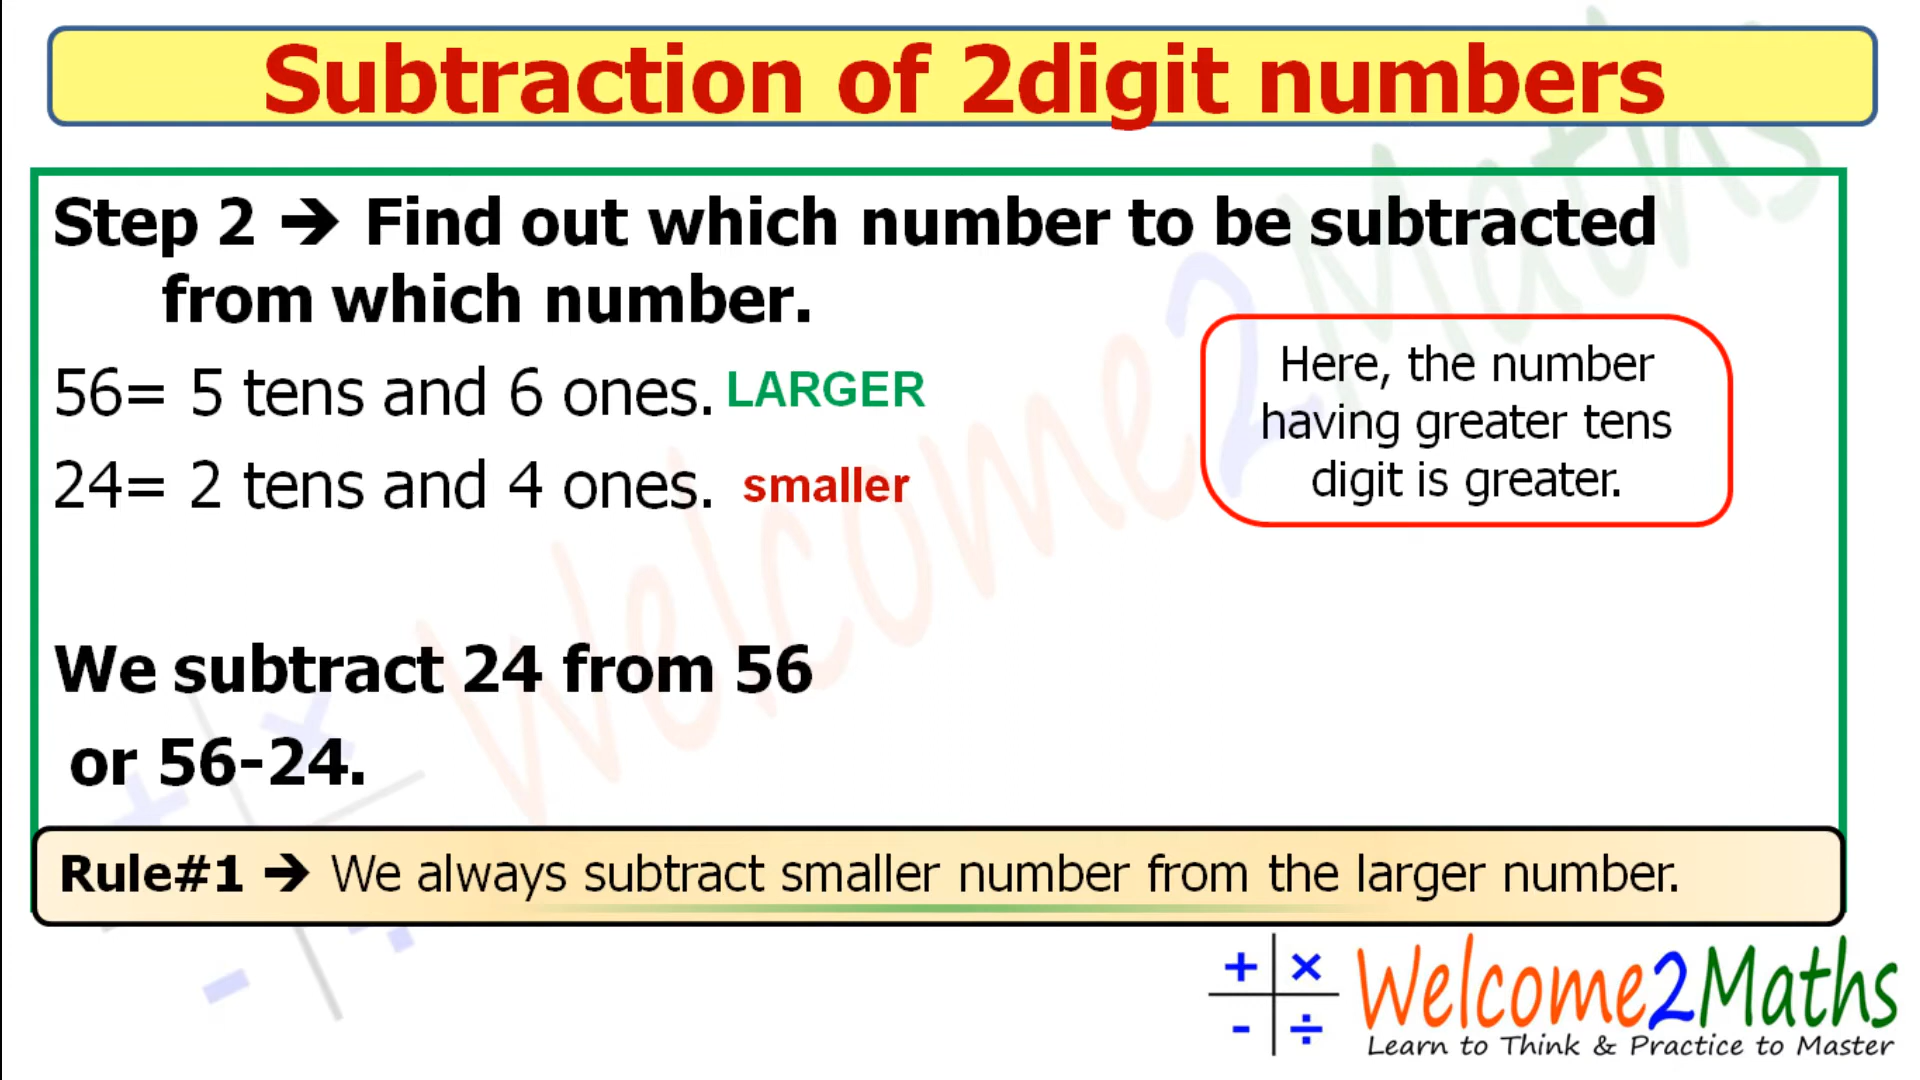 Subtraction of 2digit numbers
Step 2 ➔ Find out which number to be subtracted
from which number.
56= 5 tens and 6 ones. LARGER
24= 2 tens and 4 ones. smaller
Here, the number
having greater tens
digit is greater.
We subtract 24 from 56
or 56-24.
Rule#1 ➔ We always subtract smaller number from the larger number.
+ ×
- ÷
Welcome2Maths
Learn to Think & Practice to Master
Welcome2Maths
+ ×
- ÷